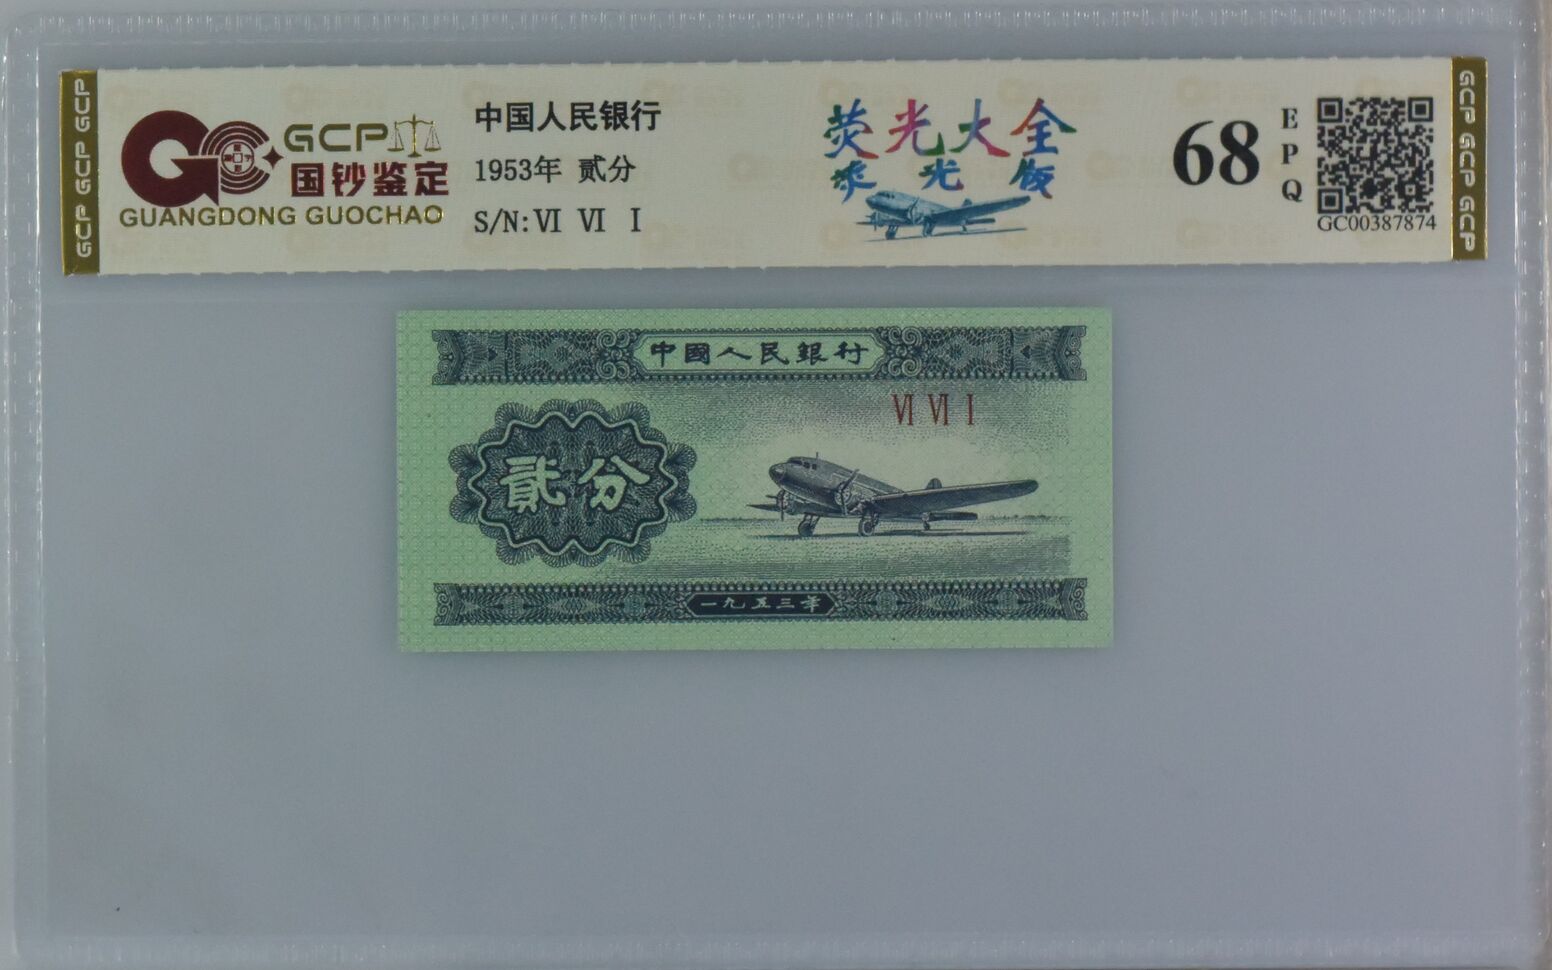 GCP GCP GCP
GCP
国钞鉴定
GUANGDONG GUOCHAO
中国人民银行
1953年 贰分
S/N: Ⅵ Ⅵ Ⅰ
荧光大全
光版
68
EPQ
GC00387874
GCP GCP GCP
中國人民銀行
Ⅵ Ⅵ Ⅰ
貳分
一九五三年